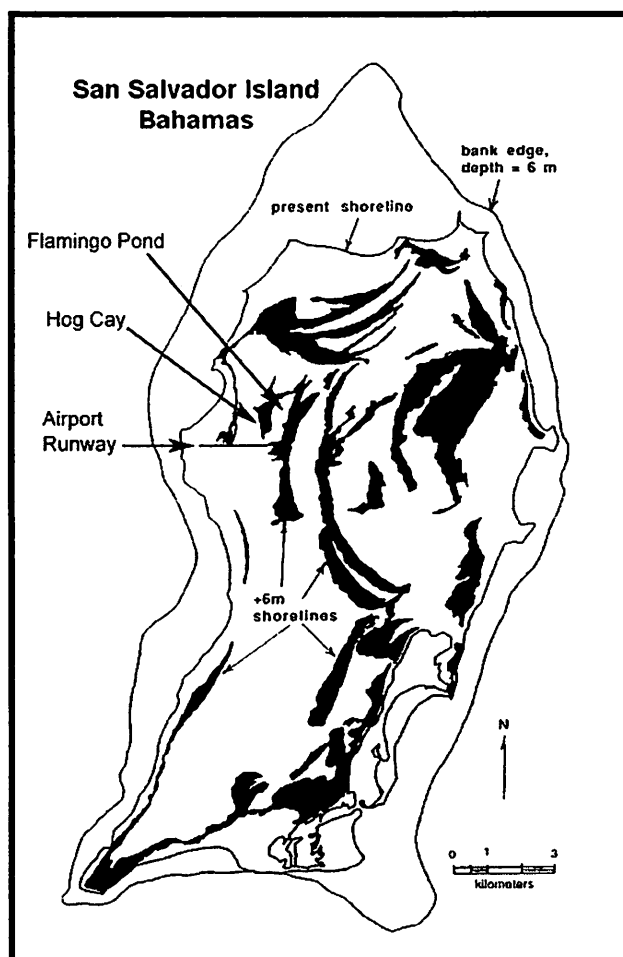 San Salvador Island
Bahamas
bank edge,
depth = 6 m
present shoreline
Flamingo Pond
Hog Cay
Airport
Runway
+6m
shorelines
N
0 1 3
kilometers